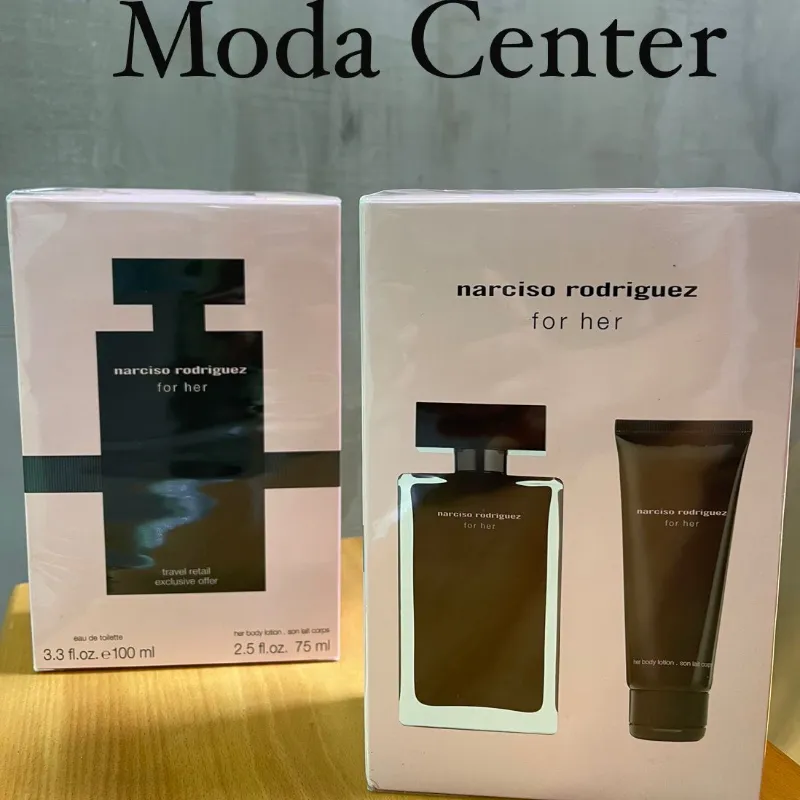 Moda Center
narciso rodriguez
for her
travel retail
exclusive offer
eau de toilette
3.3 fl.oz. e 100 ml
her body lotion . son lait corps
2.5 fl.oz. 75 ml
narciso rodriguez
for her
narciso rodriguez
for her
narciso rodriguez
for her
her body lotion . son lait corps